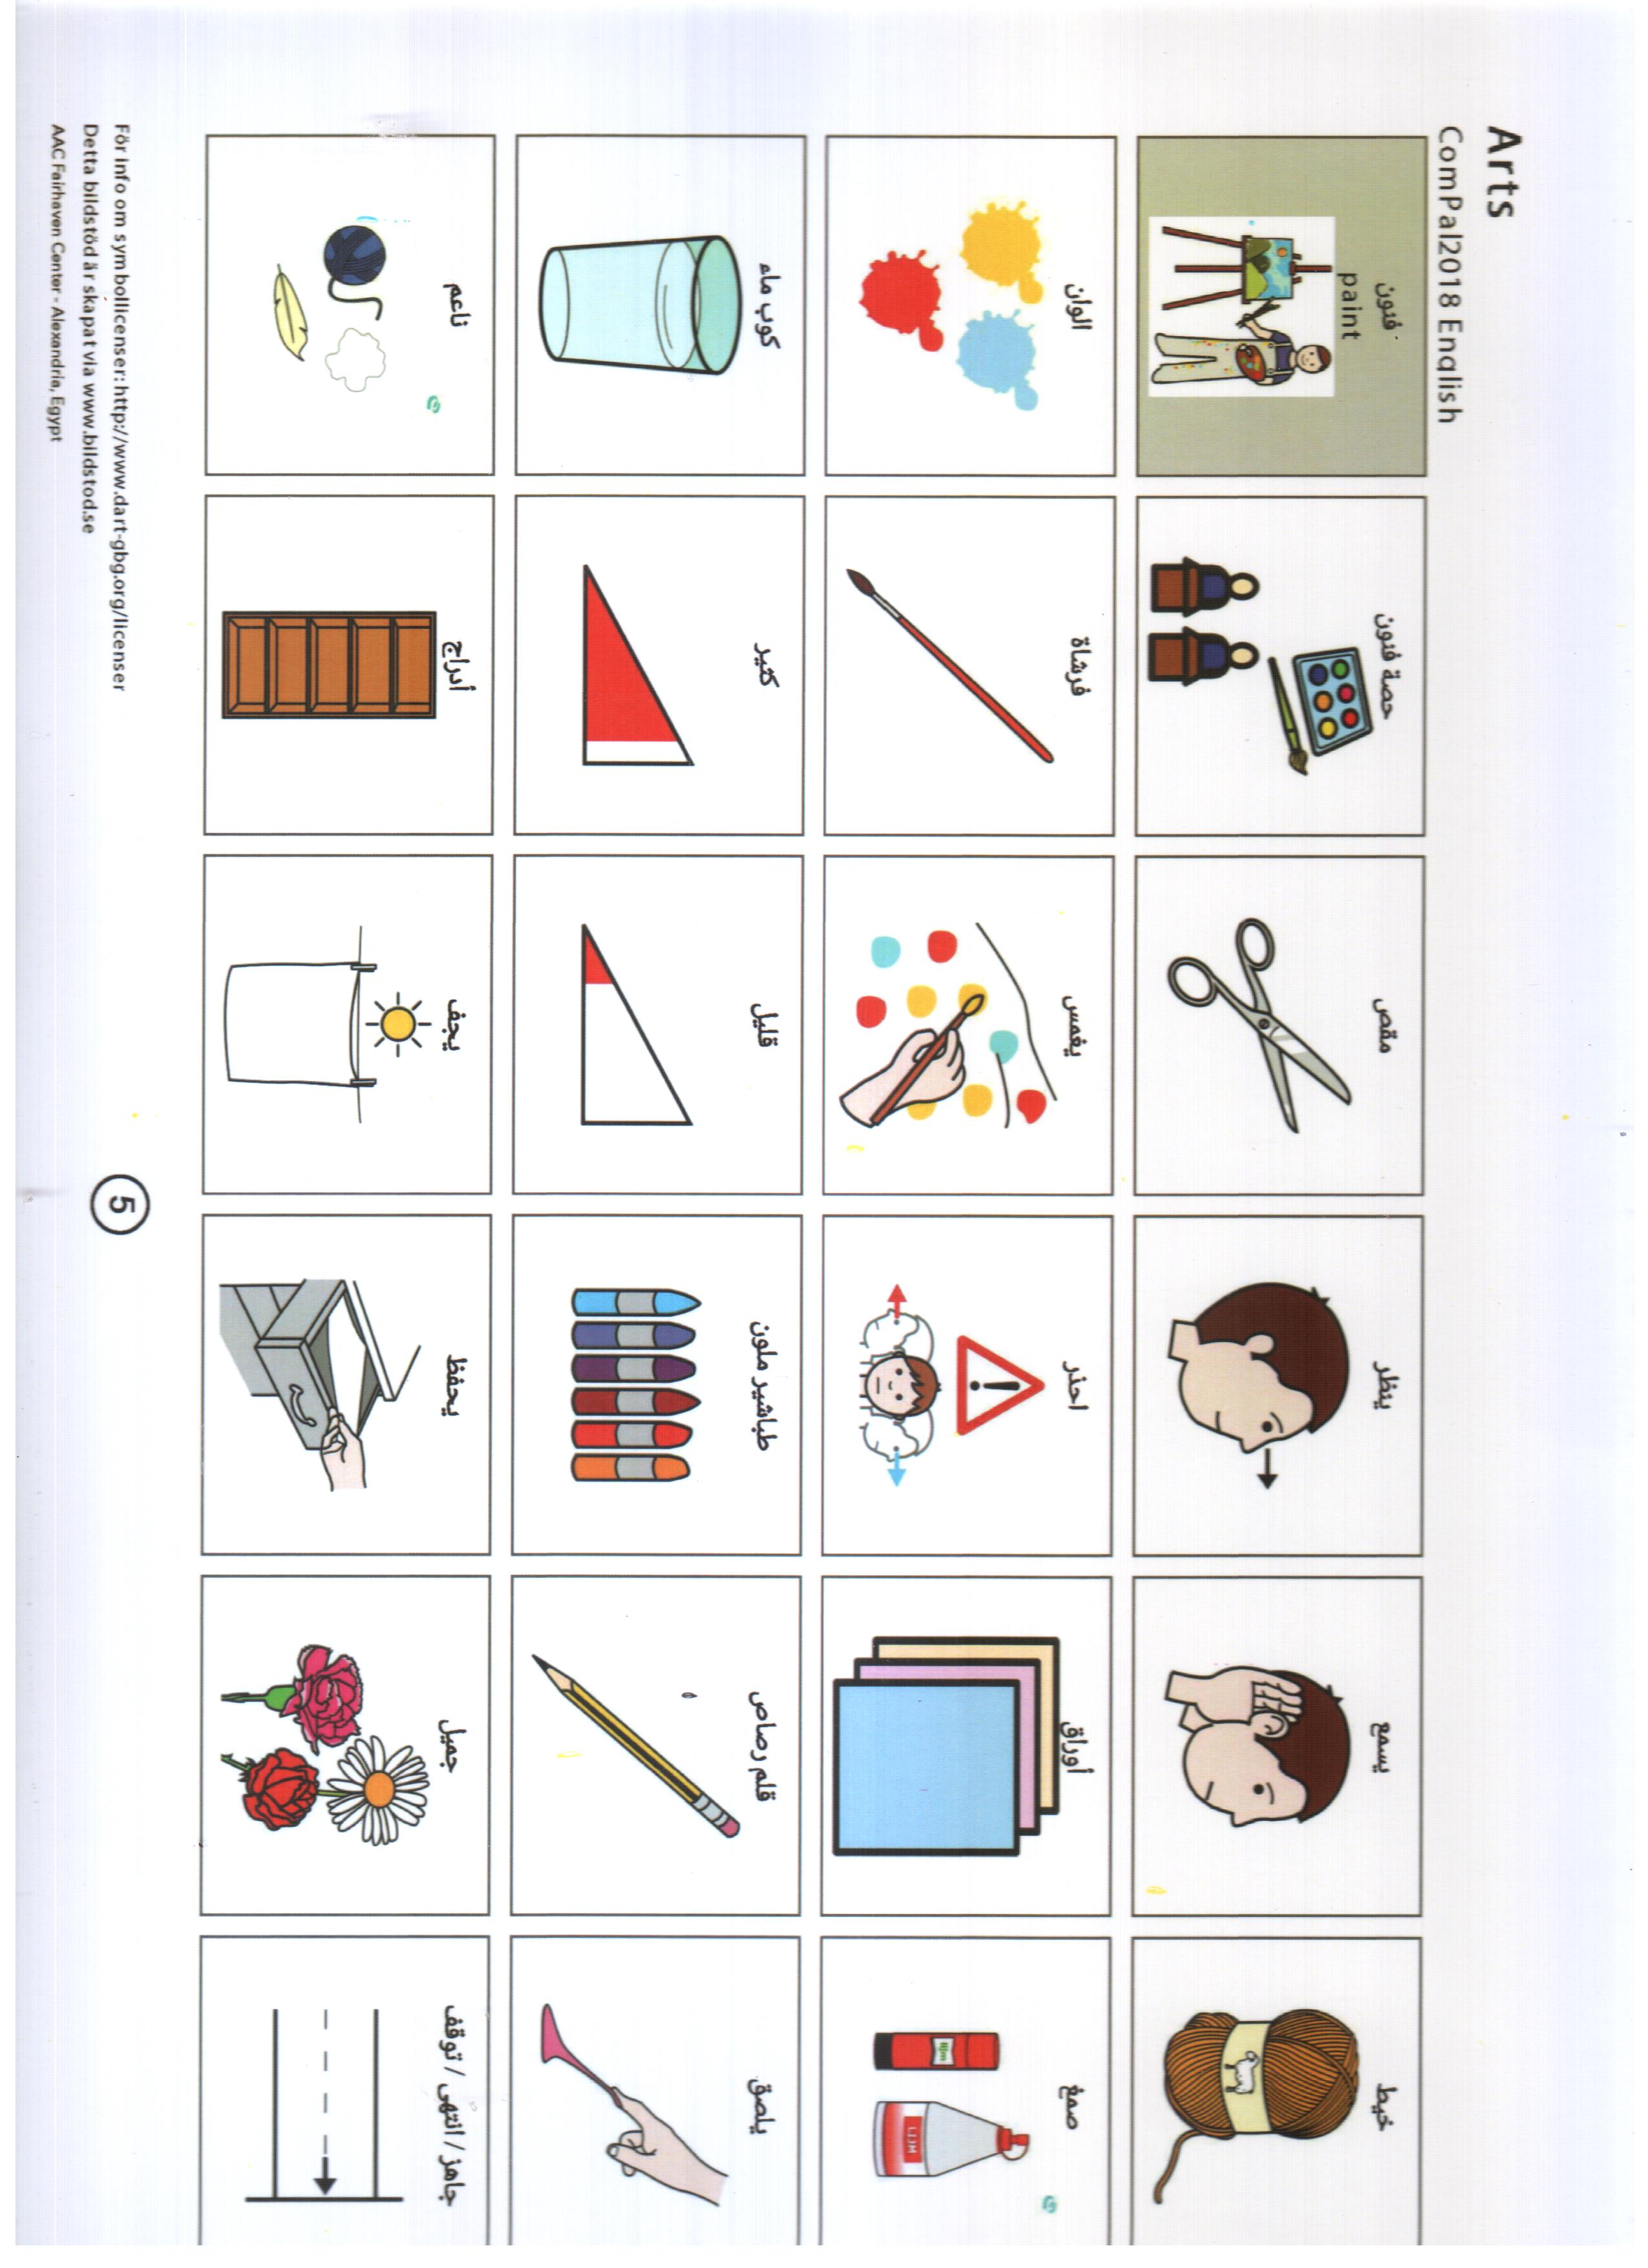 Arts
ComPal2018 English
فنون
paint
حصة فنون
مقص
ينظر
يسمع
خيط
الوان
فرشاة
يغمس
احذر
أوراق
صمغ
كوب ماء
كثير
قليل
طباشير ملون
قلم رصاص
يلصق
ناعم
أدراج
يجف
يحفظ
جميل
جاهز / انتهى / توقف
För info om symbollicenser: http://www.dart-gbg.org/licenser
Detta bildstöd är skapat via www.bildstod.se
AAC Fairhaven Center - Alexandria, Egypt
5